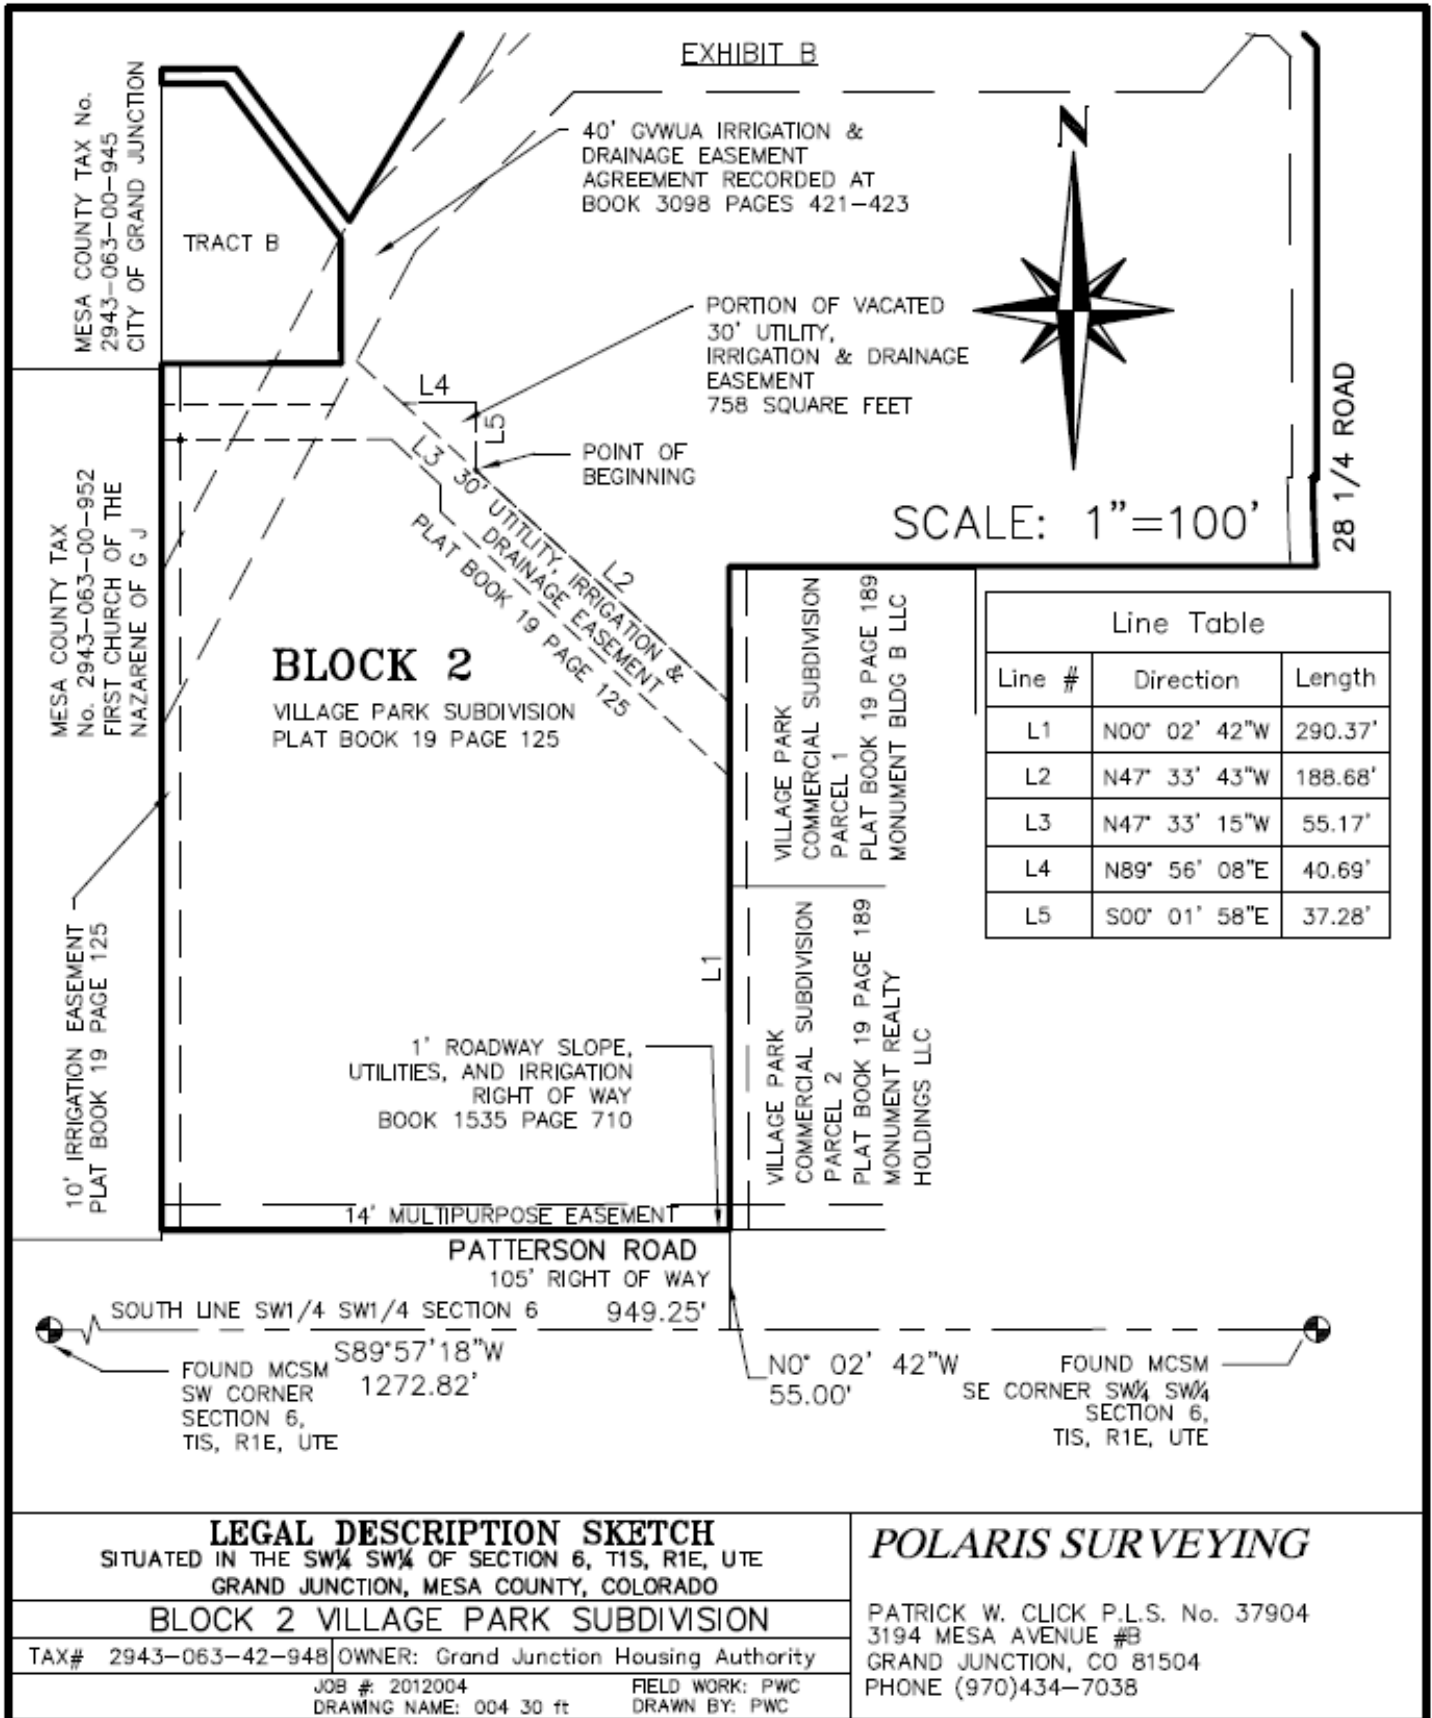 EXHIBIT B
MESA COUNTY TAX No.
2943-063-00-945
CITY OF GRAND JUNCTION
TRACT B
40' GVWUA IRRIGATION &
DRAINAGE EASEMENT
AGREEMENT RECORDED AT
BOOK 3098 PAGES 421-423
N
PORTION OF VACATED
30' UTILITY,
IRRIGATION & DRAINAGE
EASEMENT
758 SQUARE FEET
L4
L5
POINT OF
BEGINNING
L3
30' UTITLITY, IRRIGATION &
DRAINAGE EASEMENT
PLAT BOOK 19 PAGE 125
L2
SCALE: 1"=100'
28 1/4 ROAD
MESA COUNTY TAX
No. 2943-063-00-952
FIRST CHURCH OF THE
NAZARENE OF G J
BLOCK 2
VILLAGE PARK SUBDIVISION
PLAT BOOK 19 PAGE 125
VILLAGE PARK
COMMERCIAL SUBDIVISION
PARCEL 1
PLAT BOOK 19 PAGE 189
MONUMENT BLDG B LLC
Line Table
Line # Direction Length
L1 N00° 02' 42"W 290.37'
L2 N47° 33' 43"W 188.68'
L3 N47° 33' 15"W 55.17'
L4 N89° 56' 08"E 40.69'
L5 S00° 01' 58"E 37.28'
10' IRRIGATION EASEMENT
PLAT BOOK 19 PAGE 125
L1
VILLAGE PARK
COMMERCIAL SUBDIVISION
PARCEL 2
PLAT BOOK 19 PAGE 189
MONUMENT REALTY
HOLDINGS LLC
1' ROADWAY SLOPE,
UTILITIES, AND IRRIGATION
RIGHT OF WAY
BOOK 1535 PAGE 710
14' MULTIPURPOSE EASEMENT
PATTERSON ROAD
105' RIGHT OF WAY
SOUTH LINE SW1/4 SW1/4 SECTION 6
949.25'
S89°57'18"W
1272.82'
FOUND MCSM
SW CORNER
SECTION 6,
TIS, R1E, UTE
N0° 02' 42"W
55.00'
FOUND MCSM
SE CORNER SW¼ SW¼
SECTION 6,
TIS, R1E, UTE
LEGAL DESCRIPTION SKETCH
SITUATED IN THE SW¼ SW¼ OF SECTION 6, T1S, R1E, UTE
GRAND JUNCTION, MESA COUNTY, COLORADO
BLOCK 2 VILLAGE PARK SUBDIVISION
TAX# 2943-063-42-948 OWNER: Grand Junction Housing Authority
JOB #: 2012004 FIELD WORK: PWC
DRAWING NAME: 004 30 ft DRAWN BY: PWC
POLARIS SURVEYING
PATRICK W. CLICK P.L.S. No. 37904
3194 MESA AVENUE #B
GRAND JUNCTION, CO 81504
PHONE (970)434-7038